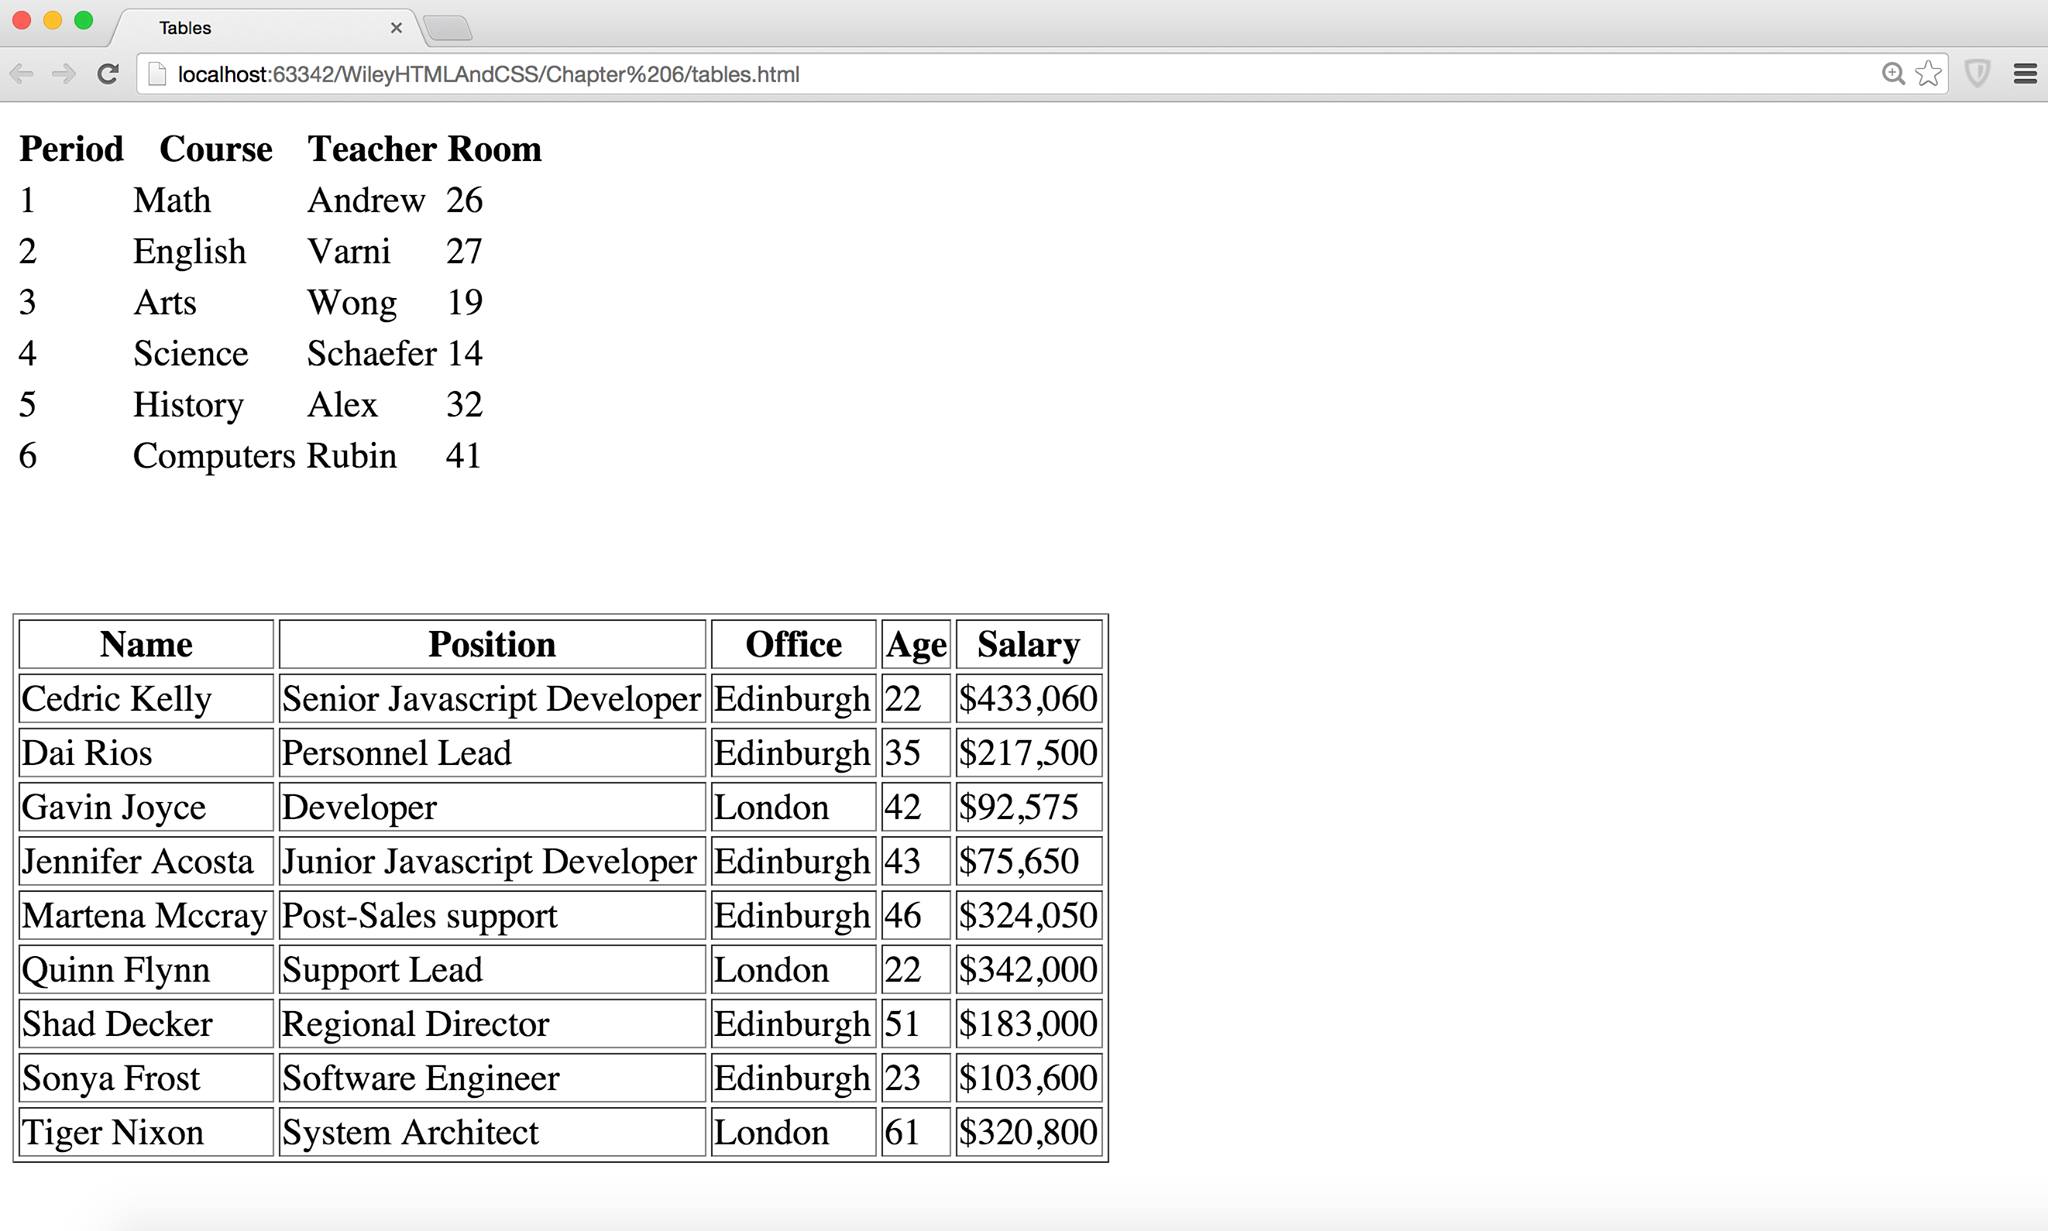 Tables
localhost:63342/WileyHTMLAndCSS/Chapter%206/tables.html
Period Course Teacher Room
1 Math Andrew 26
2 English Varni 27
3 Arts Wong 19
4 Science Schaefer 14
5 History Alex 32
6 Computers Rubin 41
Name Position Office Age Salary
Cedric Kelly Senior Javascript Developer Edinburgh 22 $433,060
Dai Rios Personnel Lead Edinburgh 35 $217,500
Gavin Joyce Developer London 42 $92,575
Jennifer Acosta Junior Javascript Developer Edinburgh 43 $75,650
Martena Mccray Post-Sales support Edinburgh 46 $324,050
Quinn Flynn Support Lead London 22 $342,000
Shad Decker Regional Director Edinburgh 51 $183,000
Sonya Frost Software Engineer Edinburgh 23 $103,600
Tiger Nixon System Architect London 61 $320,800